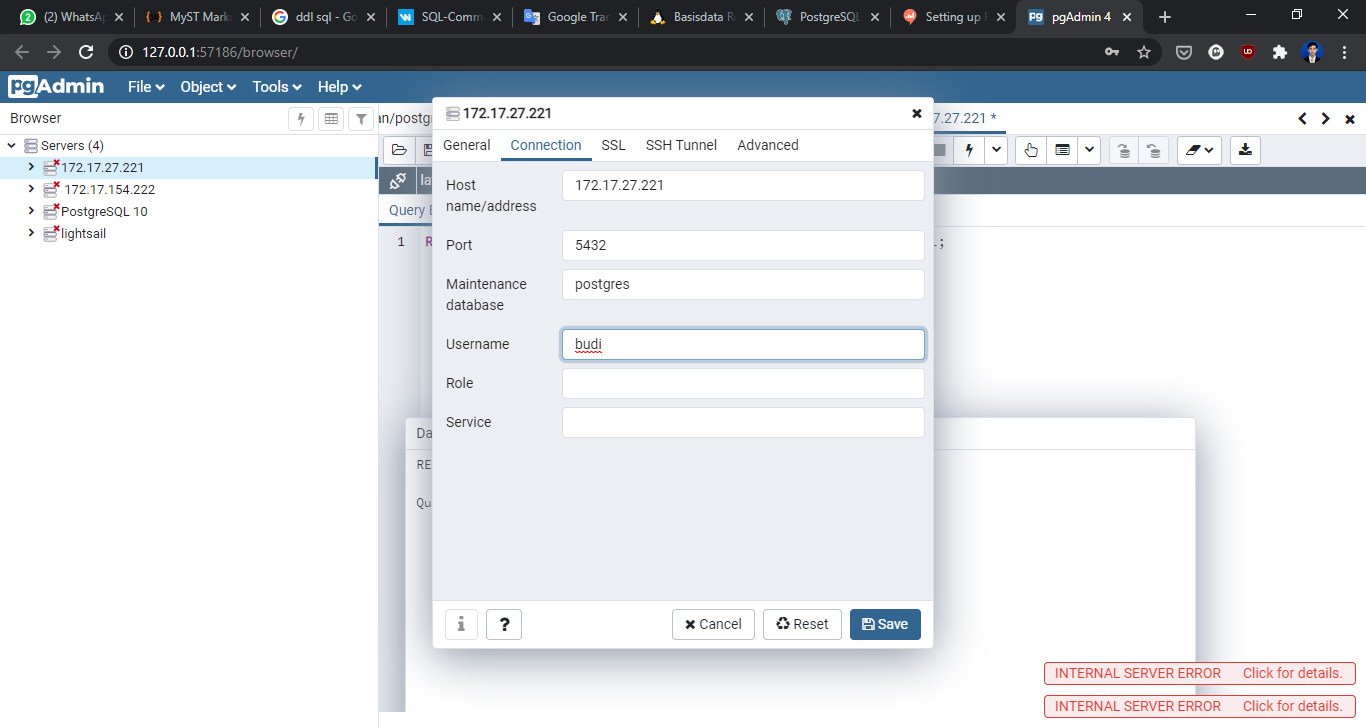 (2) WhatsA
MyST Mark
ddl sql - Go
SQL-Comm
Google Tra
Basisdata R
PostgreSQL
Setting up
pgAdmin 4
127.0.0.1:57186/browser/
pgAdmin
File Object Tools Help
Browser
an/postg
7.27.221 *
Servers (4)
172.17.27.221
172.17.154.222
PostgreSQL 10
lightsail
Query
1
;
RE
Qu
172.17.27.221
General Connection SSL SSH Tunnel Advanced
Host name/address 172.17.27.221
Port 5432
Maintenance database postgres
Username budi
Role
Service
i ? Cancel Reset Save
Da
INTERNAL SERVER ERROR Click for details.
INTERNAL SERVER ERROR Click for details.